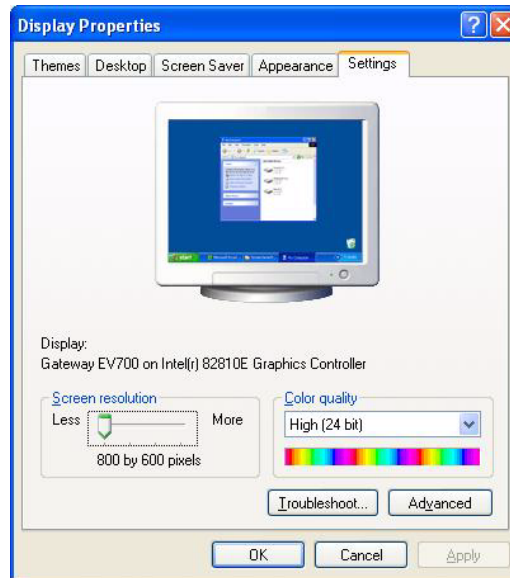 Display Properties
Themes Desktop Screen Saver Appearance Settings
start
Display:
Gateway EV700 on Intel(r) 82810E Graphics Controller
Screen resolution
Less More
800 by 600 pixels
Color quality
High (24 bit)
Troubleshoot... Advanced
OK Cancel Apply